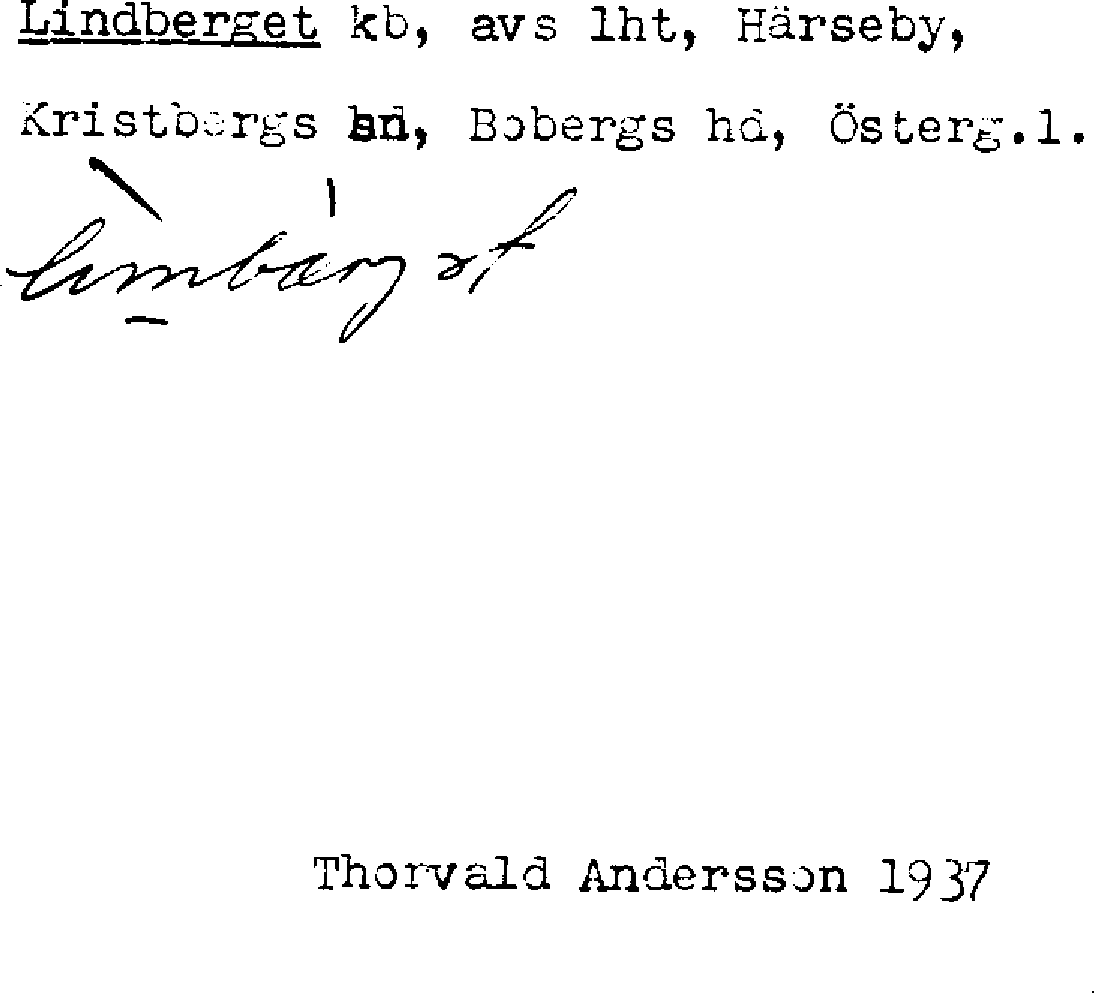 Lindberget kb, avs lht, Härseby,
Kristbergs sn, Bobergs hd, Österg.l.
Thorvald Andersson 1937